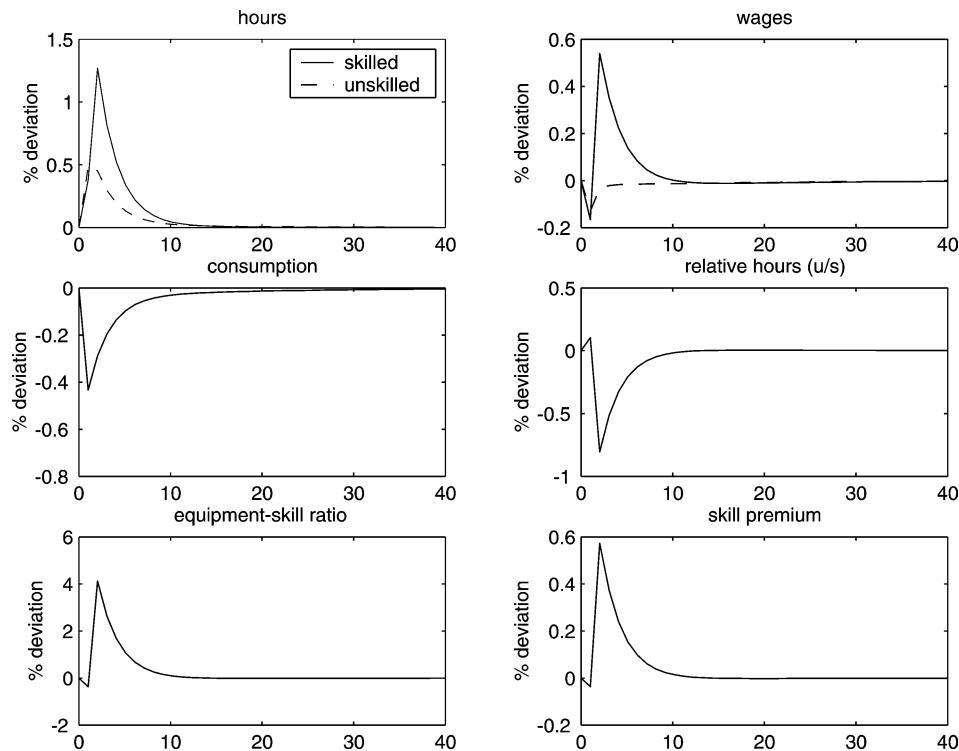 hours
% deviation
1.5
1
0.5
0
0 10 20 30 40
skilled
unskilled
wages
% deviation
0.6
0.4
0.2
0
-0.2
0 10 20 30 40
consumption
% deviation
0
-0.2
-0.4
-0.6
-0.8
0 10 20 30 40
relative hours (u/s)
% deviation
0.5
0
-0.5
-1
0 10 20 30 40
equipment-skill ratio
% deviation
6
4
2
0
-2
0 10 20 30 40
skill premium
% deviation
0.6
0.4
0.2
0
-0.2
0 10 20 30 40